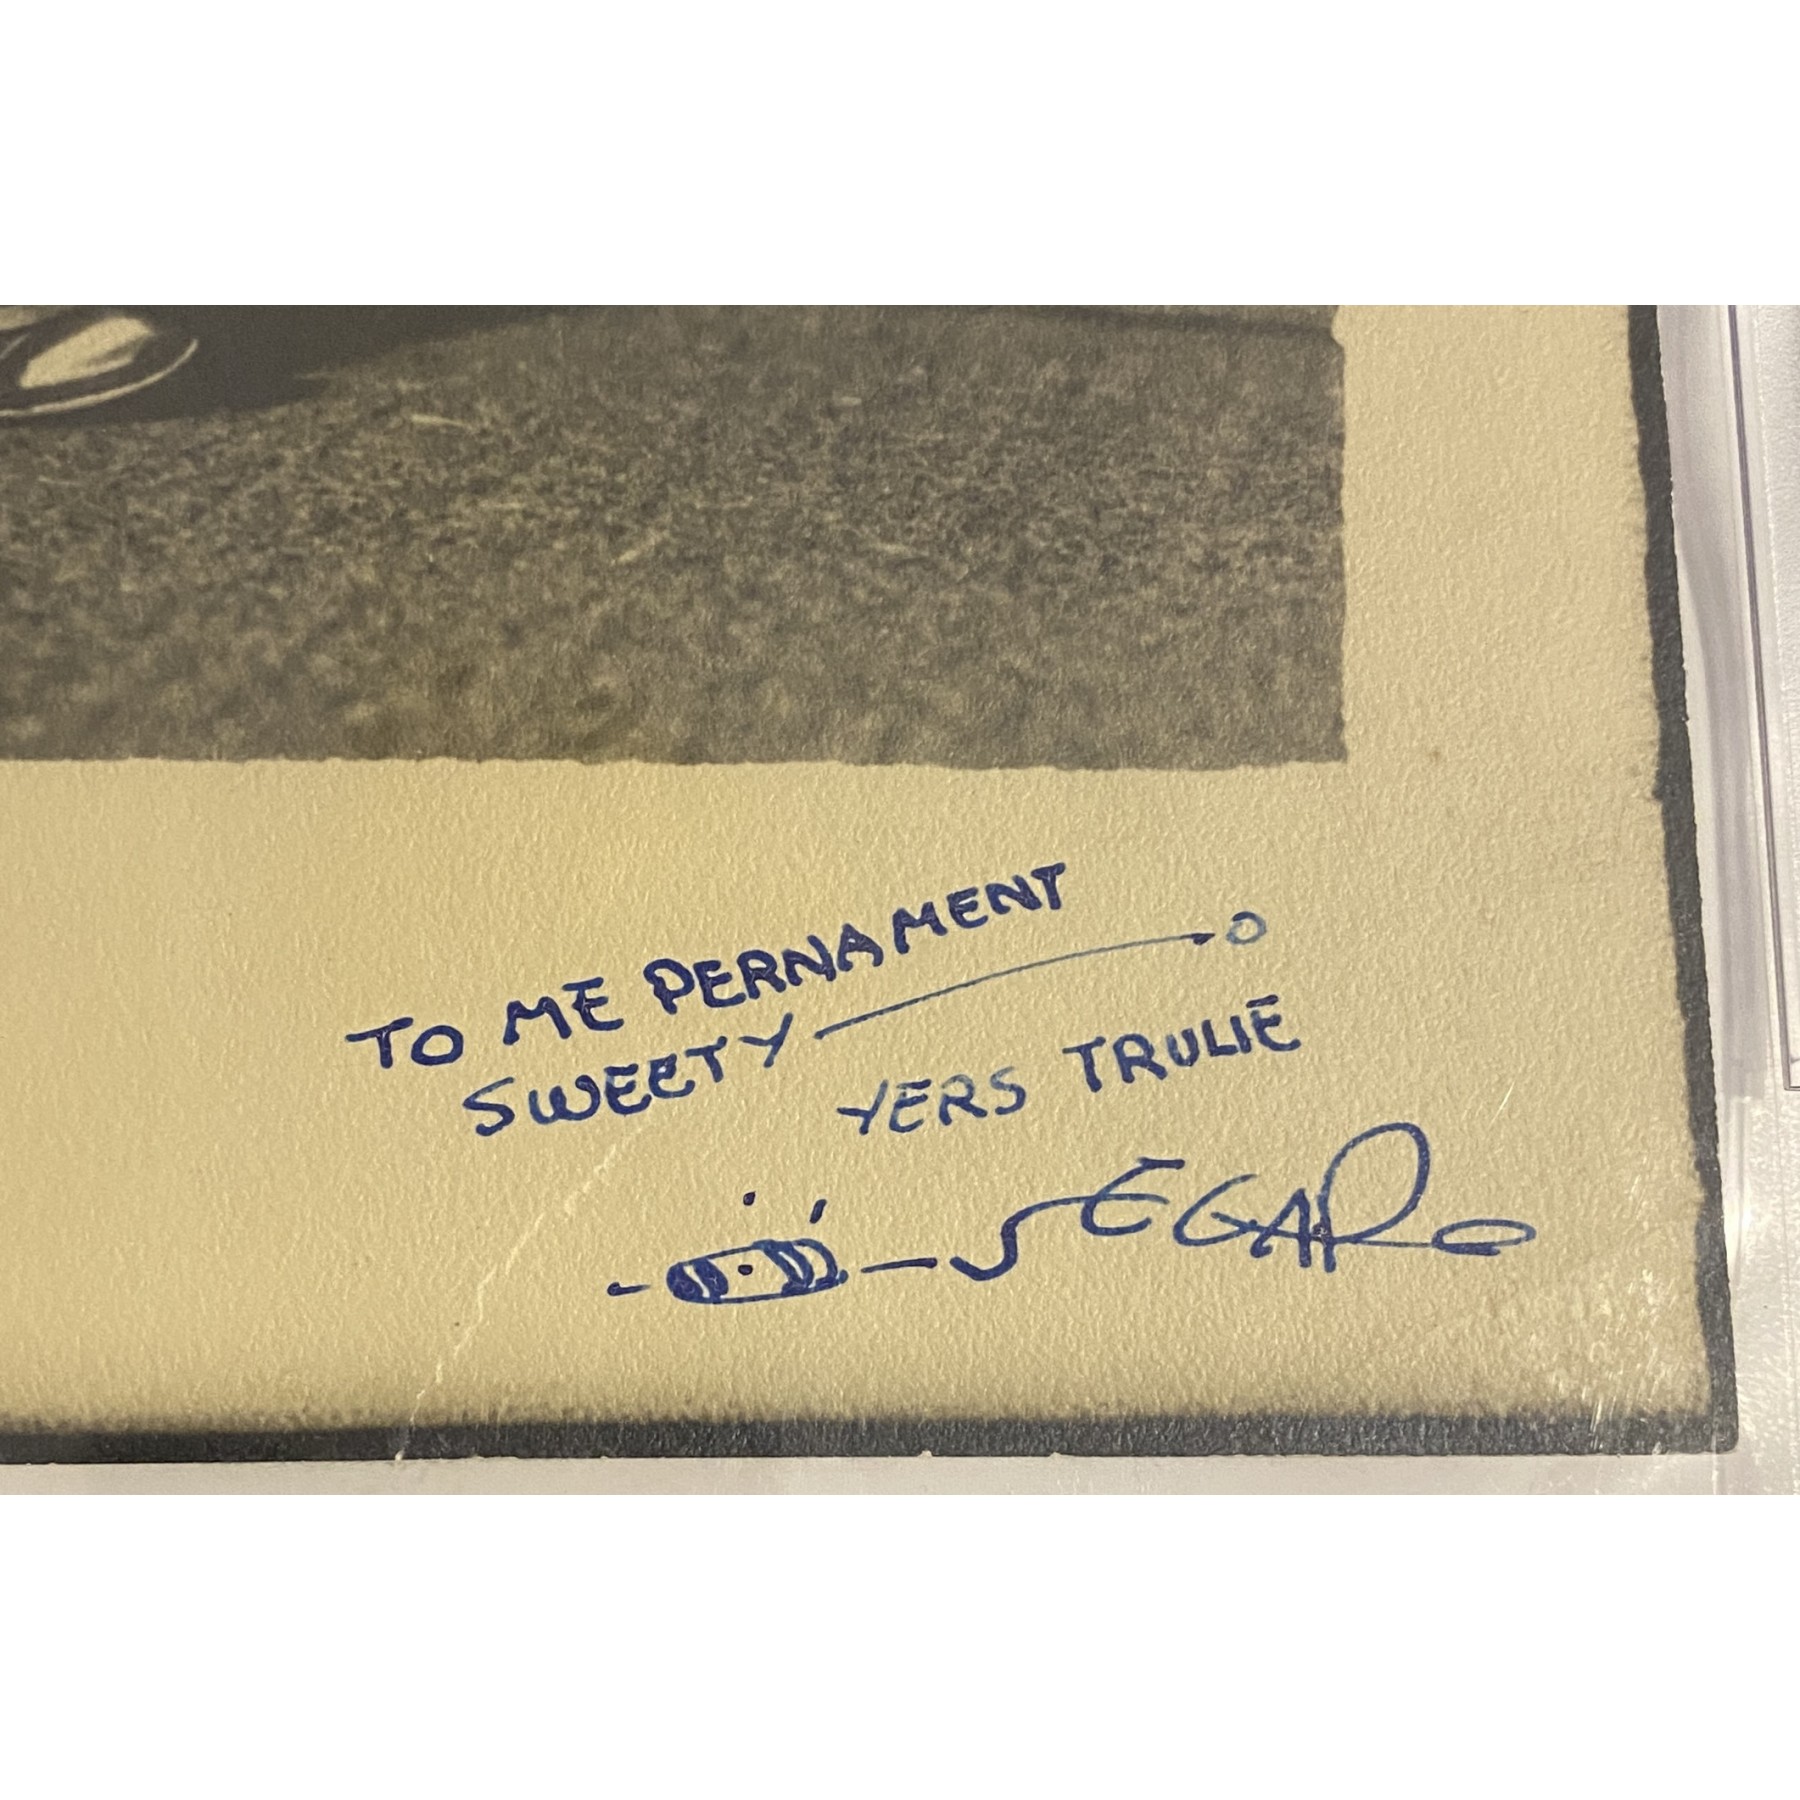 TO ME PERNAMENT
SWEETY
YERS TRULIE
SEGAR